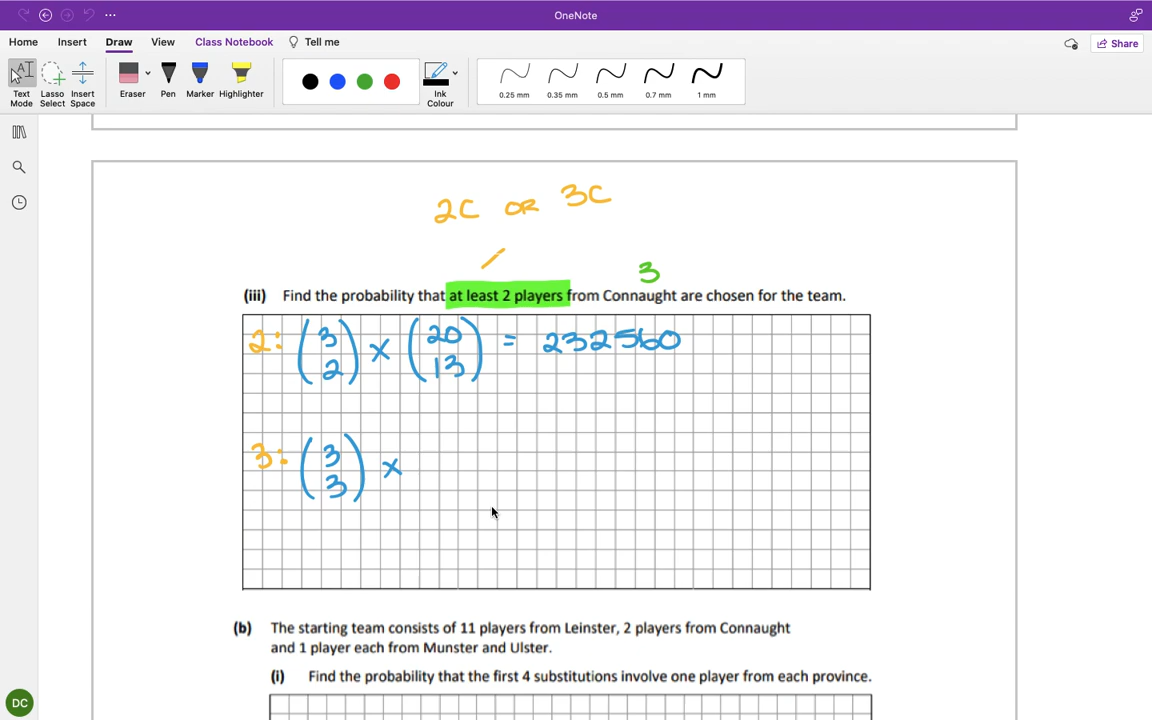 OneNote
Home Insert Draw View Class Notebook Tell me Share
Text Mode
Lasso Select
Insert Space
Eraser
Pen
Marker
Highlighter
Ink Colour
0.25 mm 0.35 mm 0.5 mm 0.7 mm 1 mm
2C OR 3C
3
(iii) Find the probability that at least 2 players from Connaught are chosen for the team.
2: (3 2) × (20 13) = 232560
3: (3 3) ×
(b) The starting team consists of 11 players from Leinster, 2 players from Connaught
and 1 player each from Munster and Ulster.
(i) Find the probability that the first 4 substitutions involve one player from each province.
DC